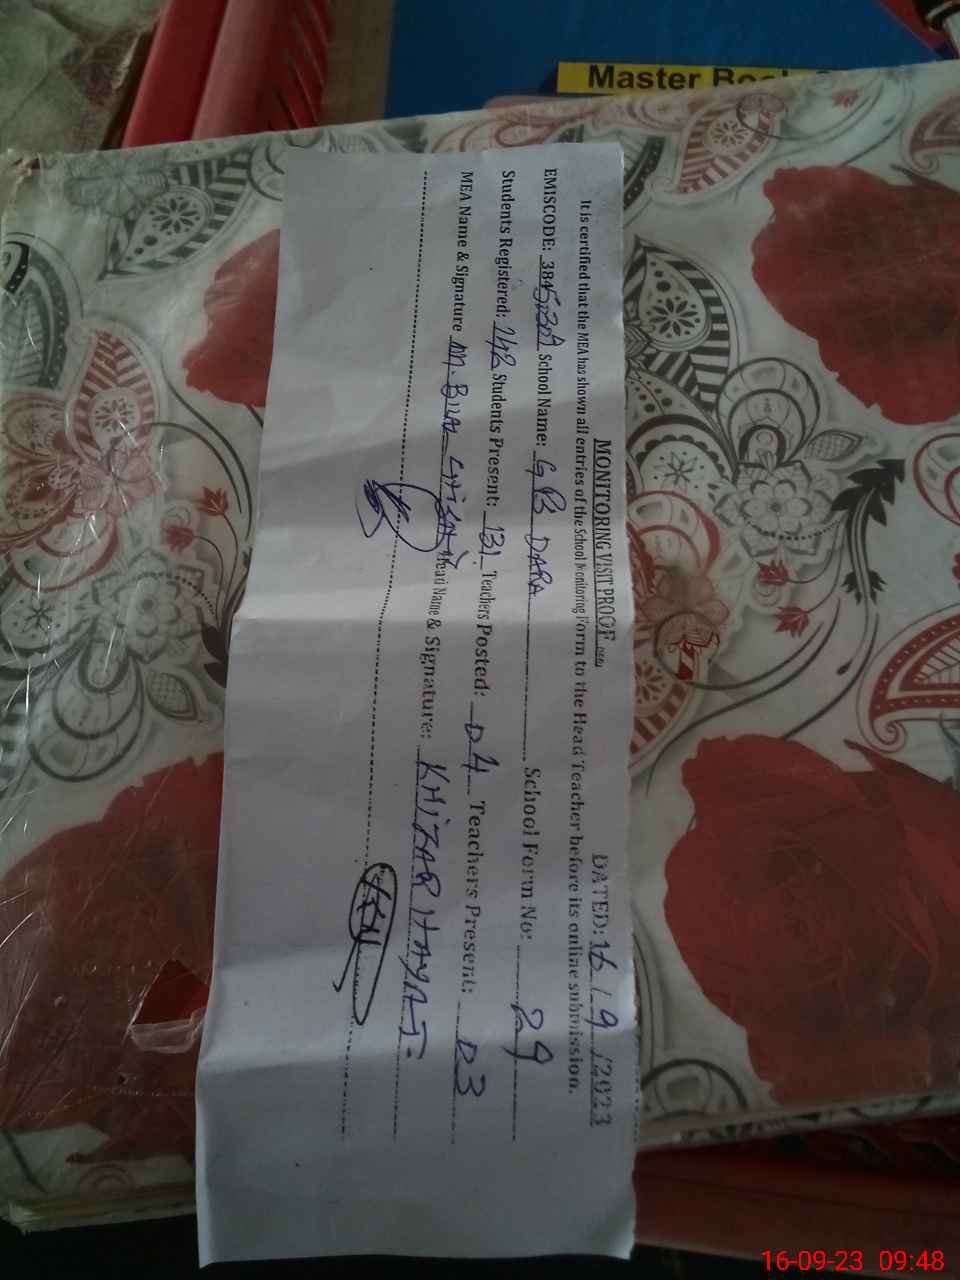 Master Book
MONITORING VISIT PROOF DATED: 16/9/2023
It is certified that the MEA has shown all entries of the School Monitoring Form to the Head Teacher before its online submission.
EMISCODE: School Name: GB DARA School Form No: 29
Students Registered: 142 Students Present: 131 Teachers Posted: 04 Teachers Present: 03
MEA Name & Signature M. BILAL Head Name & Signature: KHIZAR HAYAT.
16-09-23 09:48